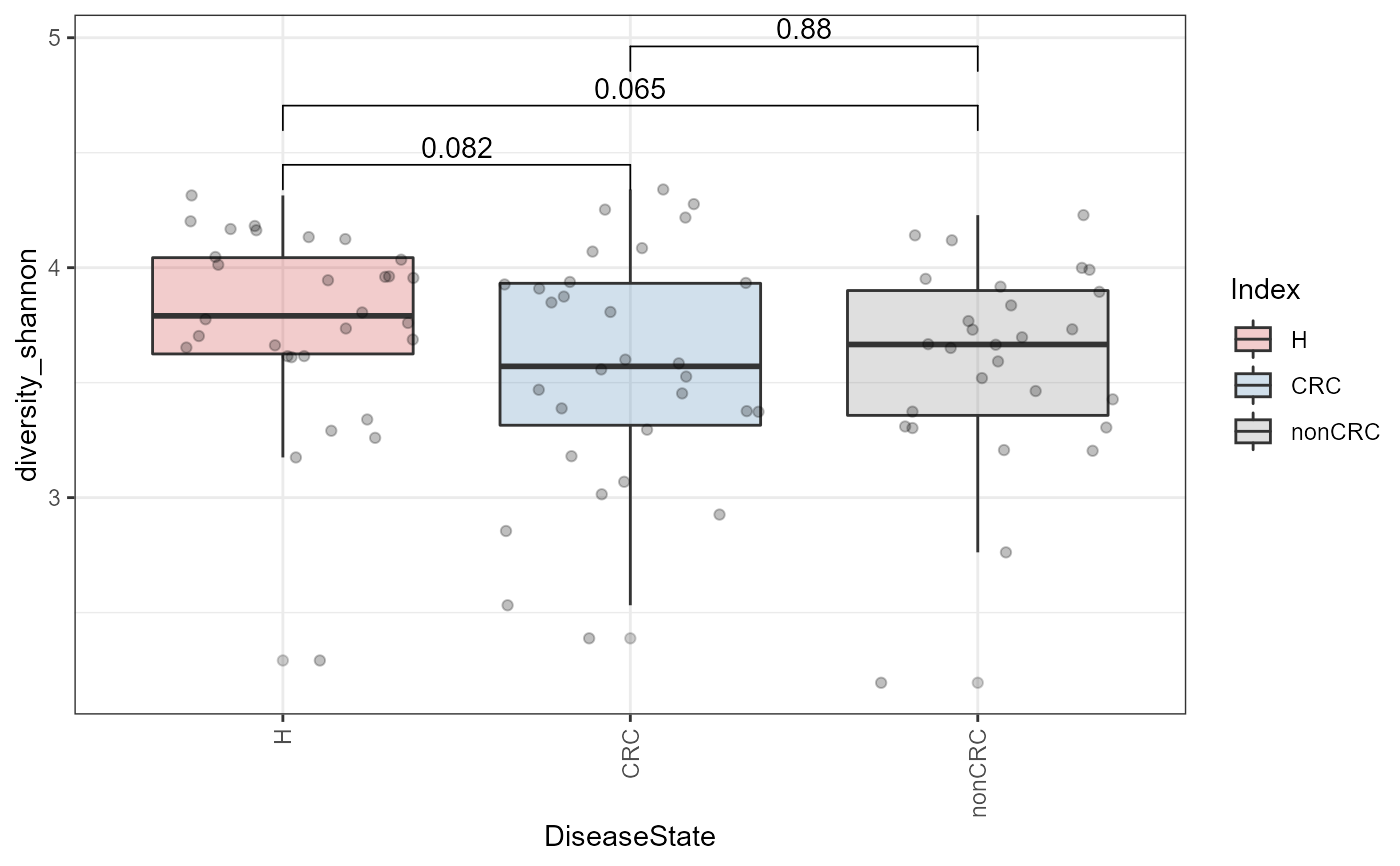 5
4
3
diversity_shannon
0.88
0.065
0.082
H
CRC
nonCRC
DiseaseState
Index
H
CRC
nonCRC